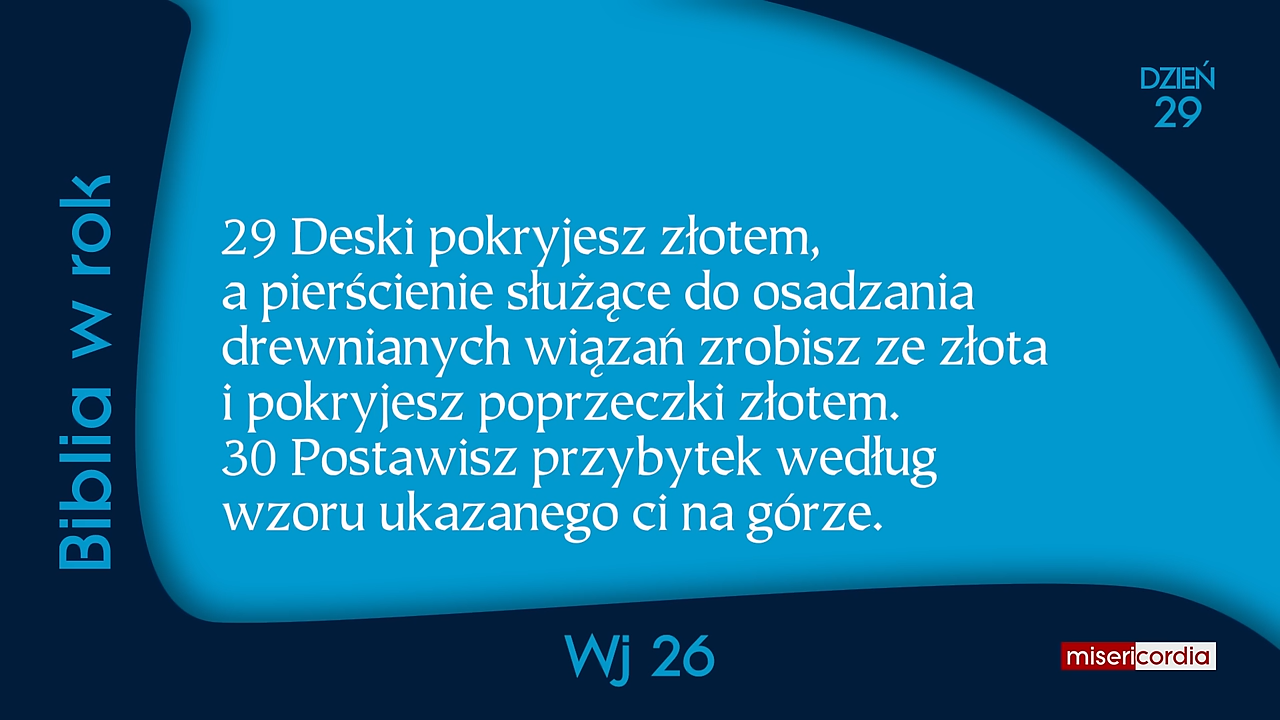 DZIEŃ
29
Biblia w rok
29 Deski pokryjesz złotem,
a pierścienie służące do osadzania
drewnianych wiązań zrobisz ze złota
i pokryjesz poprzeczki złotem.
30 Postawisz przybytek według
wzoru ukazanego ci na górze.
Wj 26
misericordia